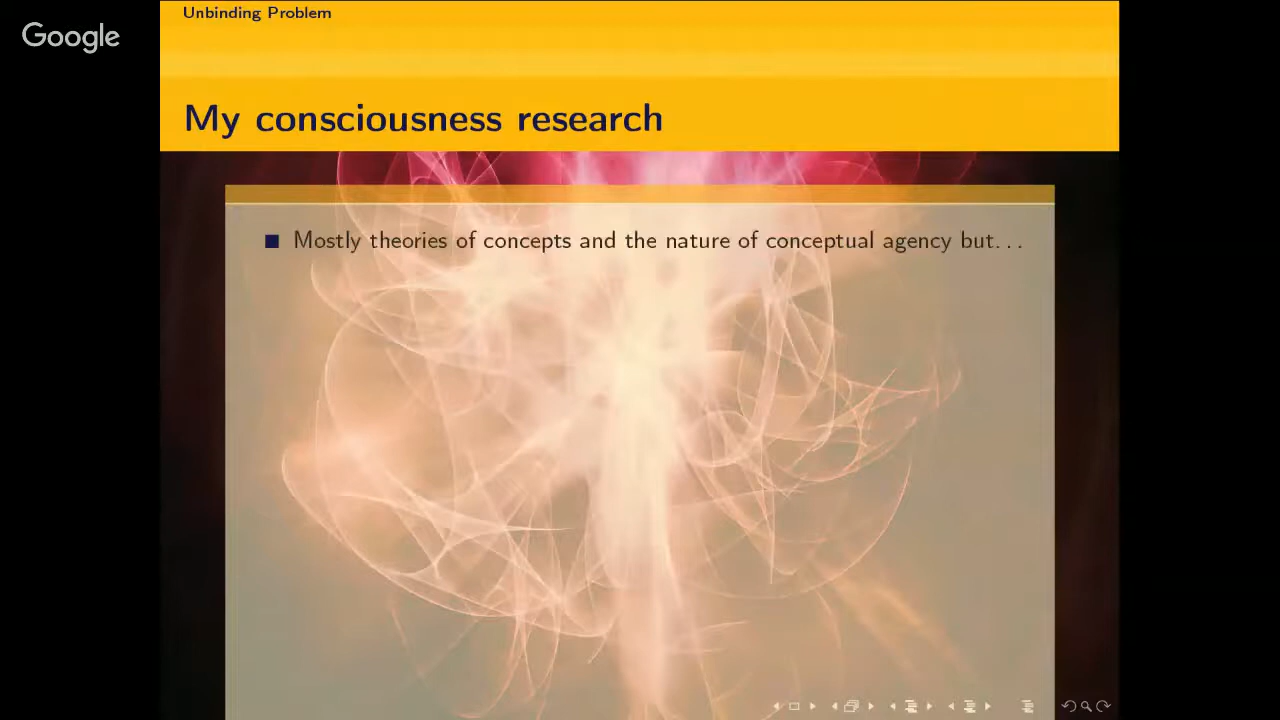 Google
Unbinding Problem
My consciousness research
Mostly theories of concepts and the nature of conceptual agency but...